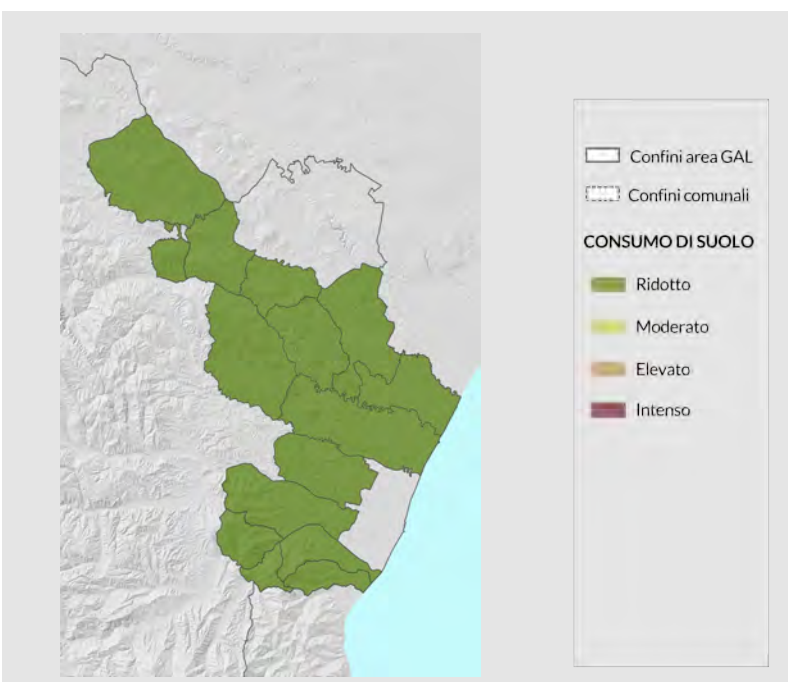 Confini area GAL
Confini comunali
CONSUMO DI SUOLO
Ridotto
Moderato
Elevato
Intenso